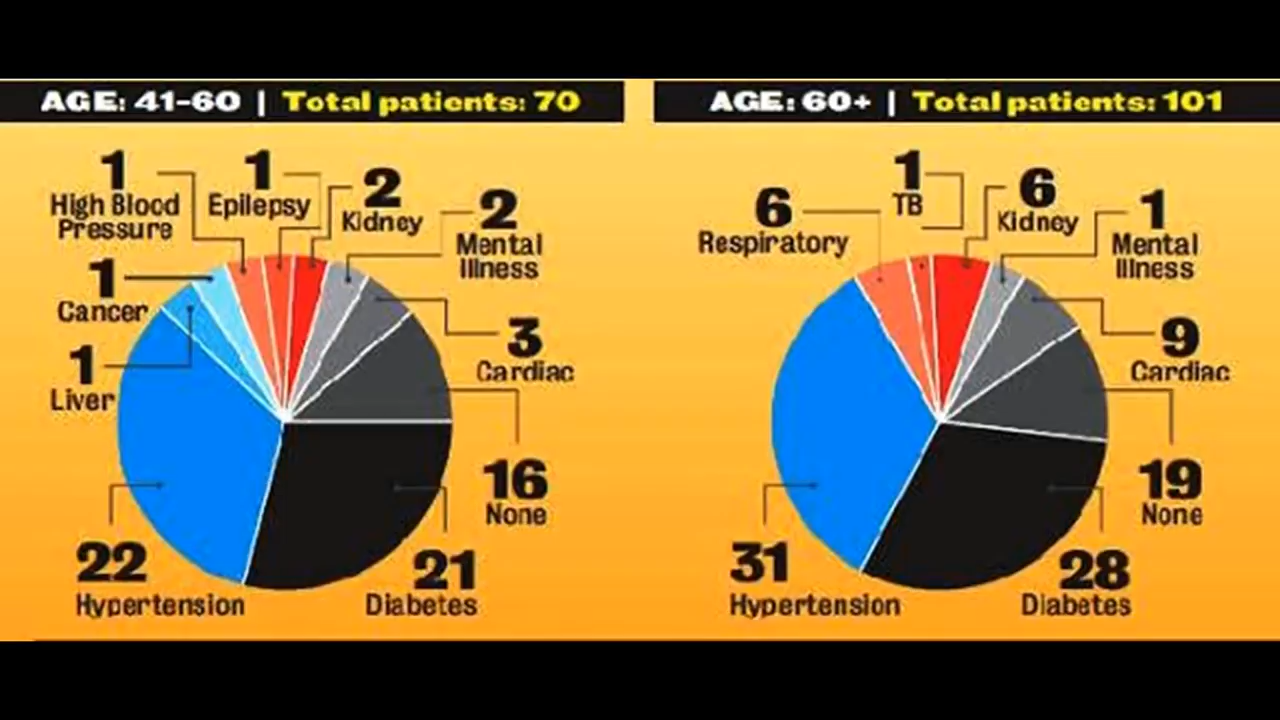 AGE: 41-60 | Total patients: 70
1
High Blood
Pressure
1
Epilepsy
2
Kidney
2
Mental
Illness
1
Cancer
3
Cardiac
1
Liver
16
None
22
Hypertension
21
Diabetes
AGE: 60+ | Total patients: 101
6
Respiratory
1
TB
6
Kidney
1
Mental
Illness
9
Cardiac
19
None
31
Hypertension
28
Diabetes